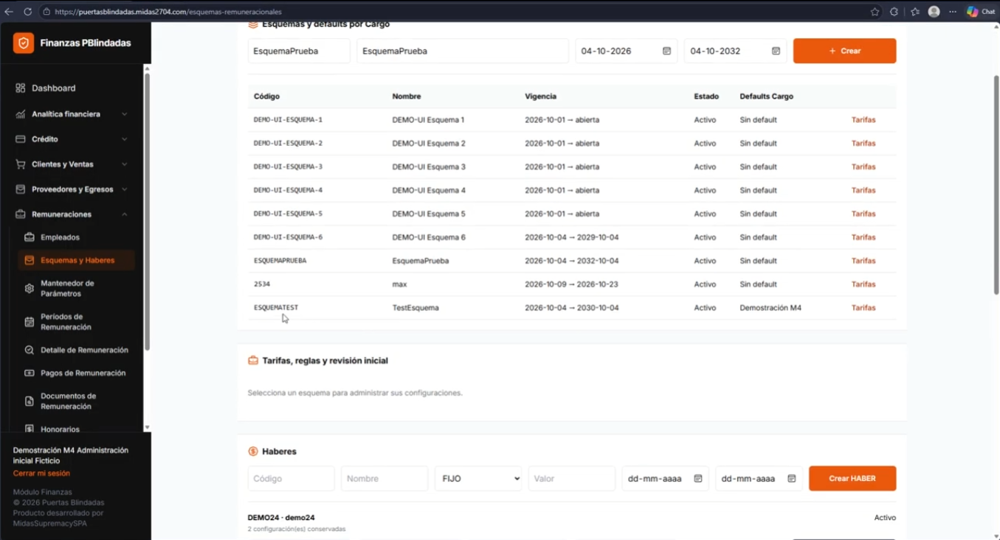 https://puertasblindadas.midas2704.com/esquemas-remuneracionales
Chat
Finanzas PBlindadas
Dashboard
Analítica financiera
Crédito
Clientes y Ventas
Proveedores y Egresos
Remuneraciones
Empleados
Esquemas y Haberes
Mantenedor de
Parámetros
Períodos de
Remuneración
Detalle de Remuneración
Pagos de Remuneración
Documentos de
Remuneración
Honorarios
Demostración M4 Administración
inicial Ficticio
Cerrar mi sesión
Módulo Finanzas
© 2026 Puertas Blindadas
Producto desarrollado por
MidasSupremacySPA
Esquemas y defaults por Cargo
EsquemaPrueba EsquemaPrueba 04-10-2026 04-10-2032 + Crear
Código Nombre Vigencia Estado Defaults Cargo
DEMO-UI-ESQUEMA-1 DEMO-UI Esquema 1 2026-10-01 → abierta Activo Sin default Tarifas
DEMO-UI-ESQUEMA-2 DEMO-UI Esquema 2 2026-10-01 → abierta Activo Sin default Tarifas
DEMO-UI-ESQUEMA-3 DEMO-UI Esquema 3 2026-10-01 → abierta Activo Sin default Tarifas
DEMO-UI-ESQUEMA-4 DEMO-UI Esquema 4 2026-10-01 → abierta Activo Sin default Tarifas
DEMO-UI-ESQUEMA-5 DEMO-UI Esquema 5 2026-10-01 → abierta Activo Sin default Tarifas
DEMO-UI-ESQUEMA-6 DEMO-UI Esquema 6 2026-10-04 → 2029-10-04 Activo Sin default Tarifas
ESQUEMAPRUEBA EsquemaPrueba 2026-10-04 → 2032-10-04 Activo Sin default Tarifas
2534 max 2026-10-09 → 2026-10-23 Activo Sin default Tarifas
ESQUEMATEST TestEsquema 2026-10-04 → 2030-10-04 Activo Demostración M4 Tarifas
Tarifas, reglas y revisión inicial
Selecciona un esquema para administrar sus configuraciones.
Haberes
Código Nombre FIJO Valor dd-mm-aaaa dd-mm-aaaa Crear HABER
DEMO24 · demo24 Activo
2 configuración(es) conservadas